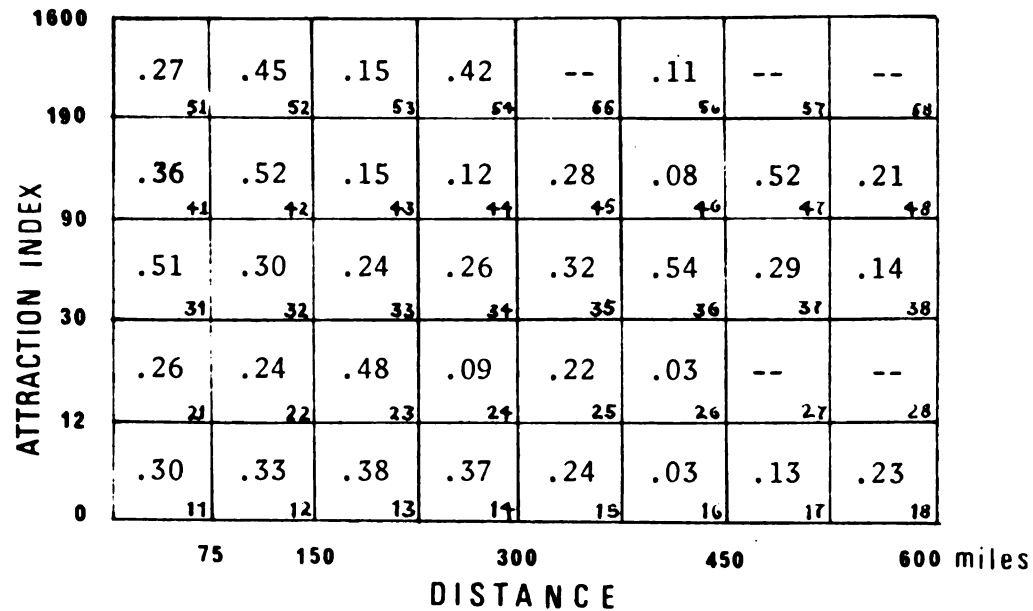 1600
.27 .45 .15 .42 -- .11 -- --
51 52 53 54 55 56 57 58
190
.36 .52 .15 .12 .28 .08 .52 .21
41 42 43 44 45 46 47 48
90
.51 .30 .24 .26 .32 .54 .29 .14
31 32 33 34 35 36 37 38
30
.26 .24 .48 .09 .22 .03 -- --
21 22 23 24 25 26 27 28
12
.30 .33 .38 .37 .24 .03 .13 .23
11 12 13 14 15 16 17 18
0
75 150 300 450 600 miles
DISTANCE
ATTRACTION INDEX